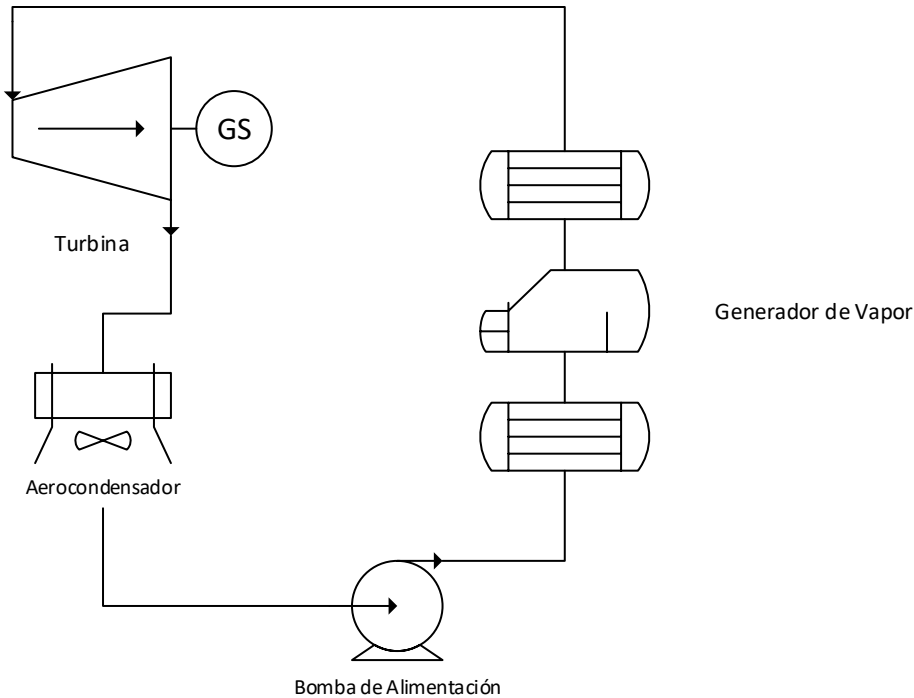 GS
Turbina
Generador de Vapor
Aerocondensador
Bomba de Alimentación